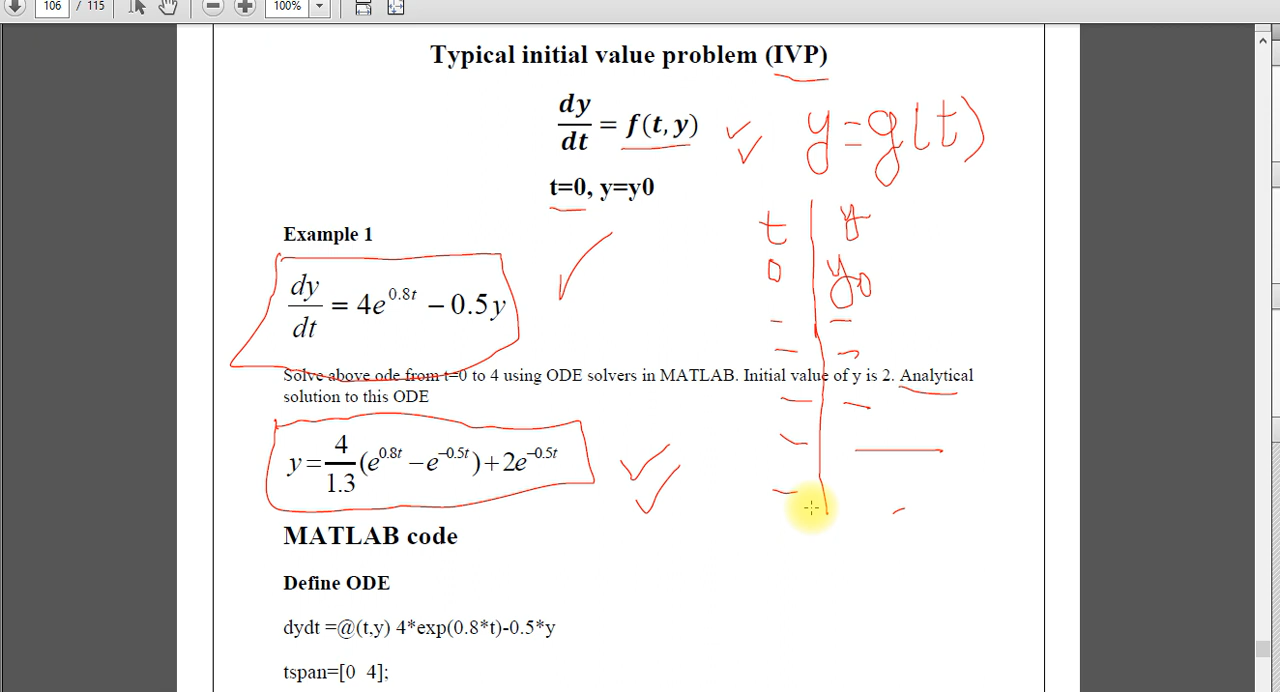 106 / 115 100%
Typical initial value problem (IVP)
dy/dt = f(t, y)
y=g(t)
t=0, y=y0
t y
0 y0
Example 1
dy/dt = 4e^0.8t − 0.5y
Solve above ode from t=0 to 4 using ODE solvers in MATLAB. Initial value of y is 2. Analytical
solution to this ODE
y=4/1.3(e^0.8t −e^−0.5t)+2e^−0.5t
MATLAB code
Define ODE
dydt =@(t,y) 4*exp(0.8*t)-0.5*y
tspan=[0 4];